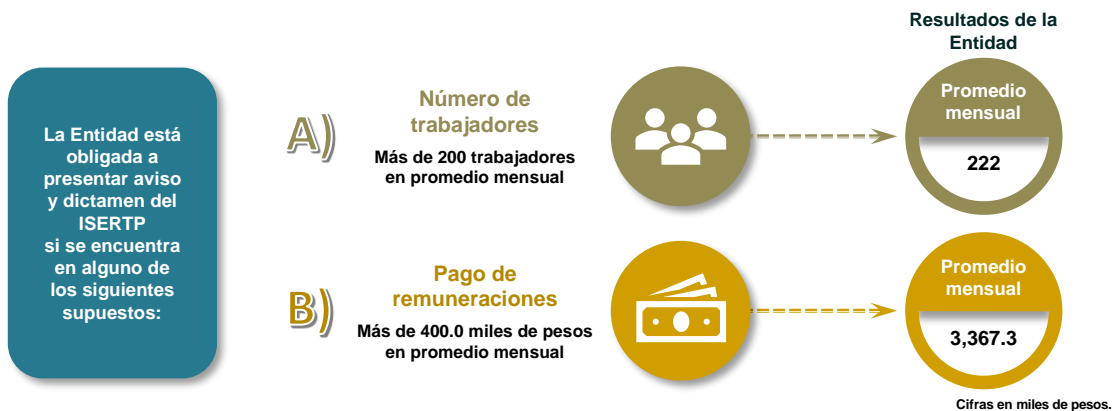 Resultados de la
Entidad
La Entidad está
obligada a
presentar aviso
y dictamen del
ISERTP
si se encuentra
en alguno de
los siguientes
supuestos:
A)
Número de
trabajadores
Más de 200 trabajadores
en promedio mensual
Promedio
mensual
222
B)
Pago de
remuneraciones
Más de 400.0 miles de pesos
en promedio mensual
Promedio
mensual
3,367.3
Cifras en miles de pesos.